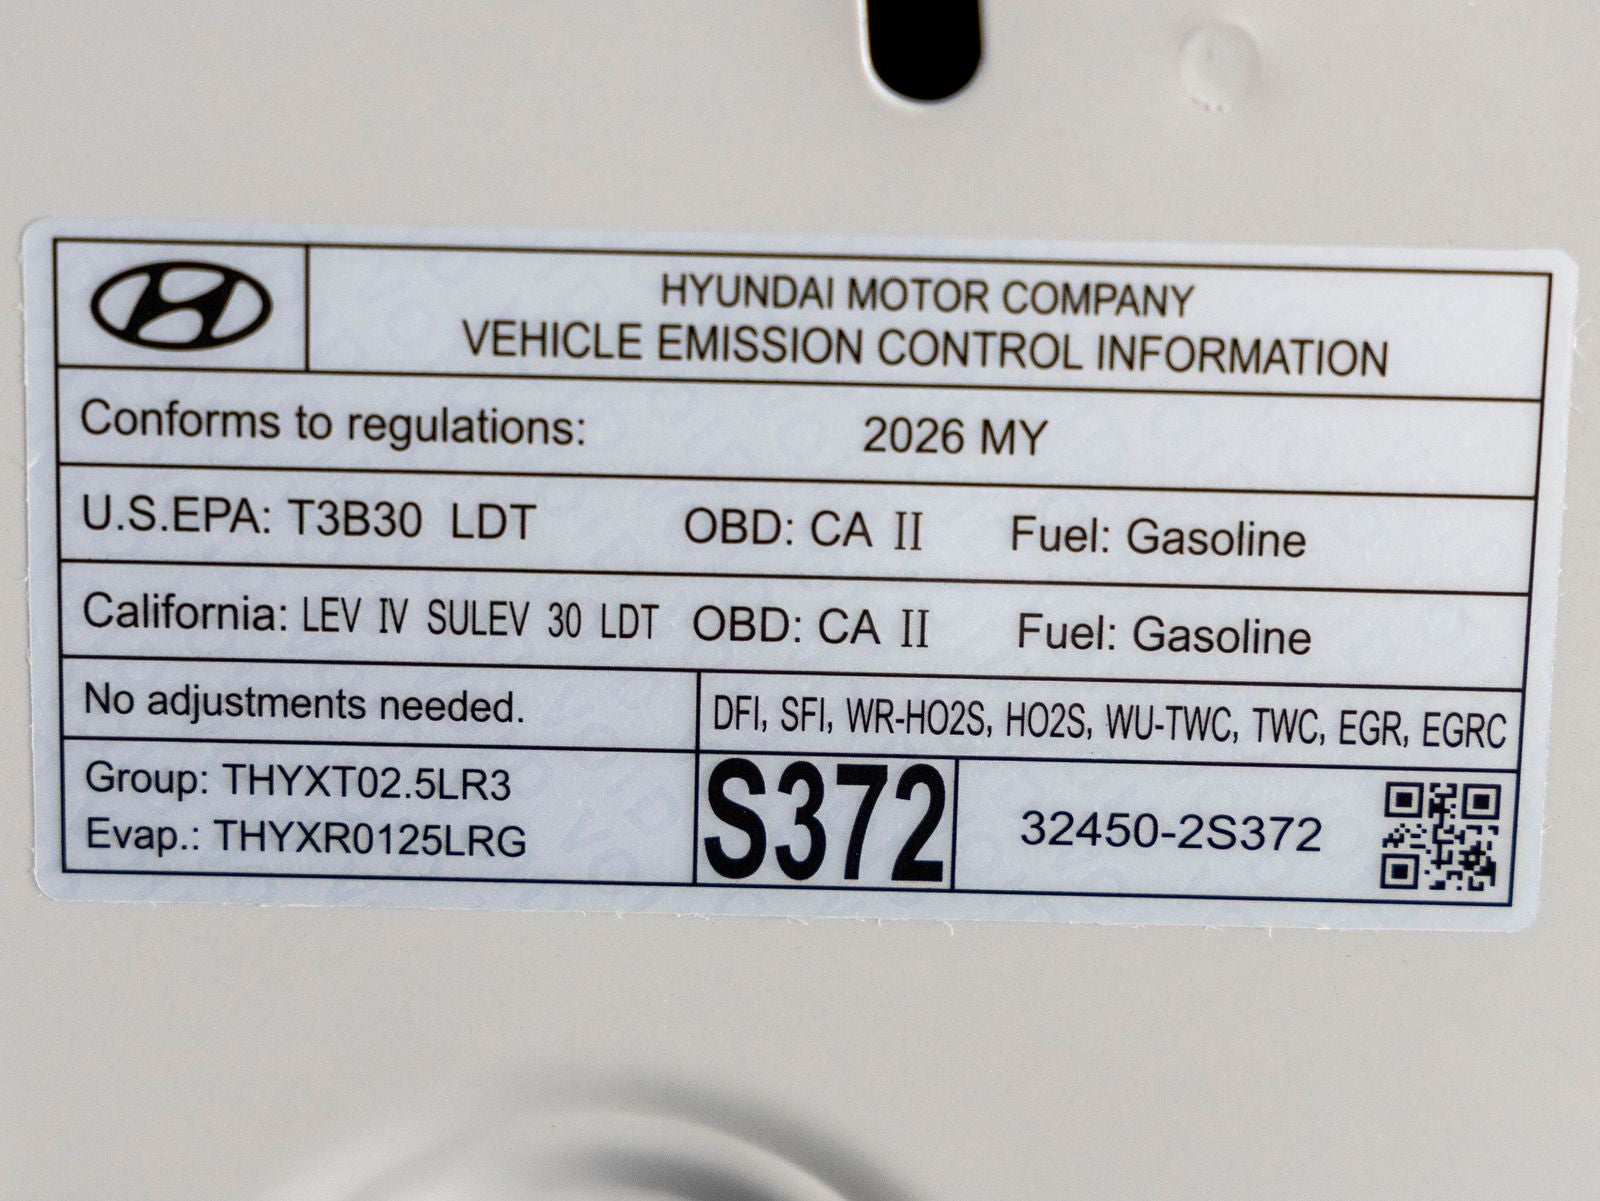 HYUNDAI MOTOR COMPANY
VEHICLE EMISSION CONTROL INFORMATION
Conforms to regulations: 2026 MY
U.S.EPA: T3B30 LDT OBD: CA II Fuel: Gasoline
California: LEV IV SULEV 30 LDT OBD: CA II Fuel: Gasoline
No adjustments needed. DFI, SFI, WR-HO2S, HO2S, WU-TWC, TWC, EGR, EGRC
Group: THYXT02.5LR3
Evap.: THYXR0125LRG
S372
32450-2S372